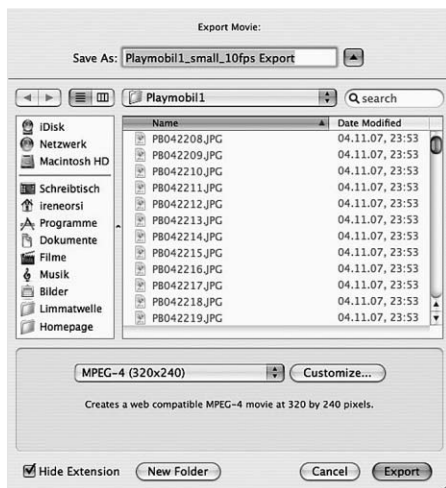 Export Movie:
Save As: Playmobil1_small_10fps Export
Playmobil1
search
iDisk
Netzwerk
Macintosh HD
Schreibtisch
ireneorsi
Programme
Dokumente
Filme
Musik
Bilder
Limmatwelle
Homepage
Name Date Modified
PB042208.JPG 04.11.07, 23:53
PB042209.JPG 04.11.07, 23:53
PB042210.JPG 04.11.07, 23:53
PB042211.JPG 04.11.07, 23:53
PB042212.JPG 04.11.07, 23:53
PB042213.JPG 04.11.07, 23:53
PB042214.JPG 04.11.07, 23:53
PB042215.JPG 04.11.07, 23:53
PB042216.JPG 04.11.07, 23:53
PB042217.JPG 04.11.07, 23:53
PB042218.JPG 04.11.07, 23:53
PB042219.JPG 04.11.07, 23:53
MPEG-4 (320x240) Customize...
Creates a web compatible MPEG-4 movie at 320 by 240 pixels.
Hide Extension New Folder Cancel Export